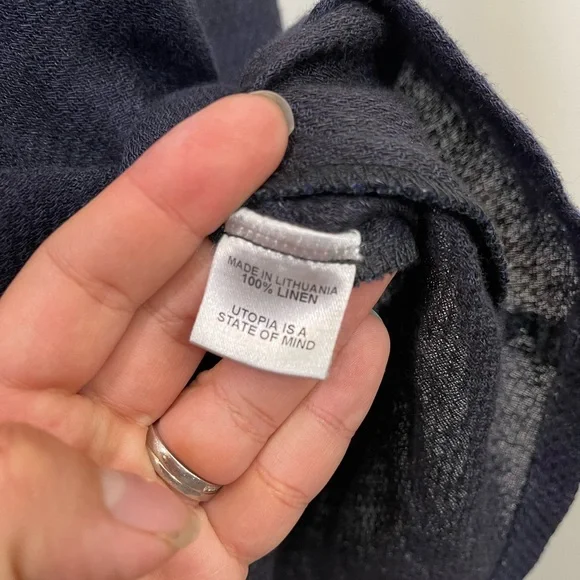 MADE IN LITHUANIA
100% LINEN
UTOPIA IS A
STATE OF MIND